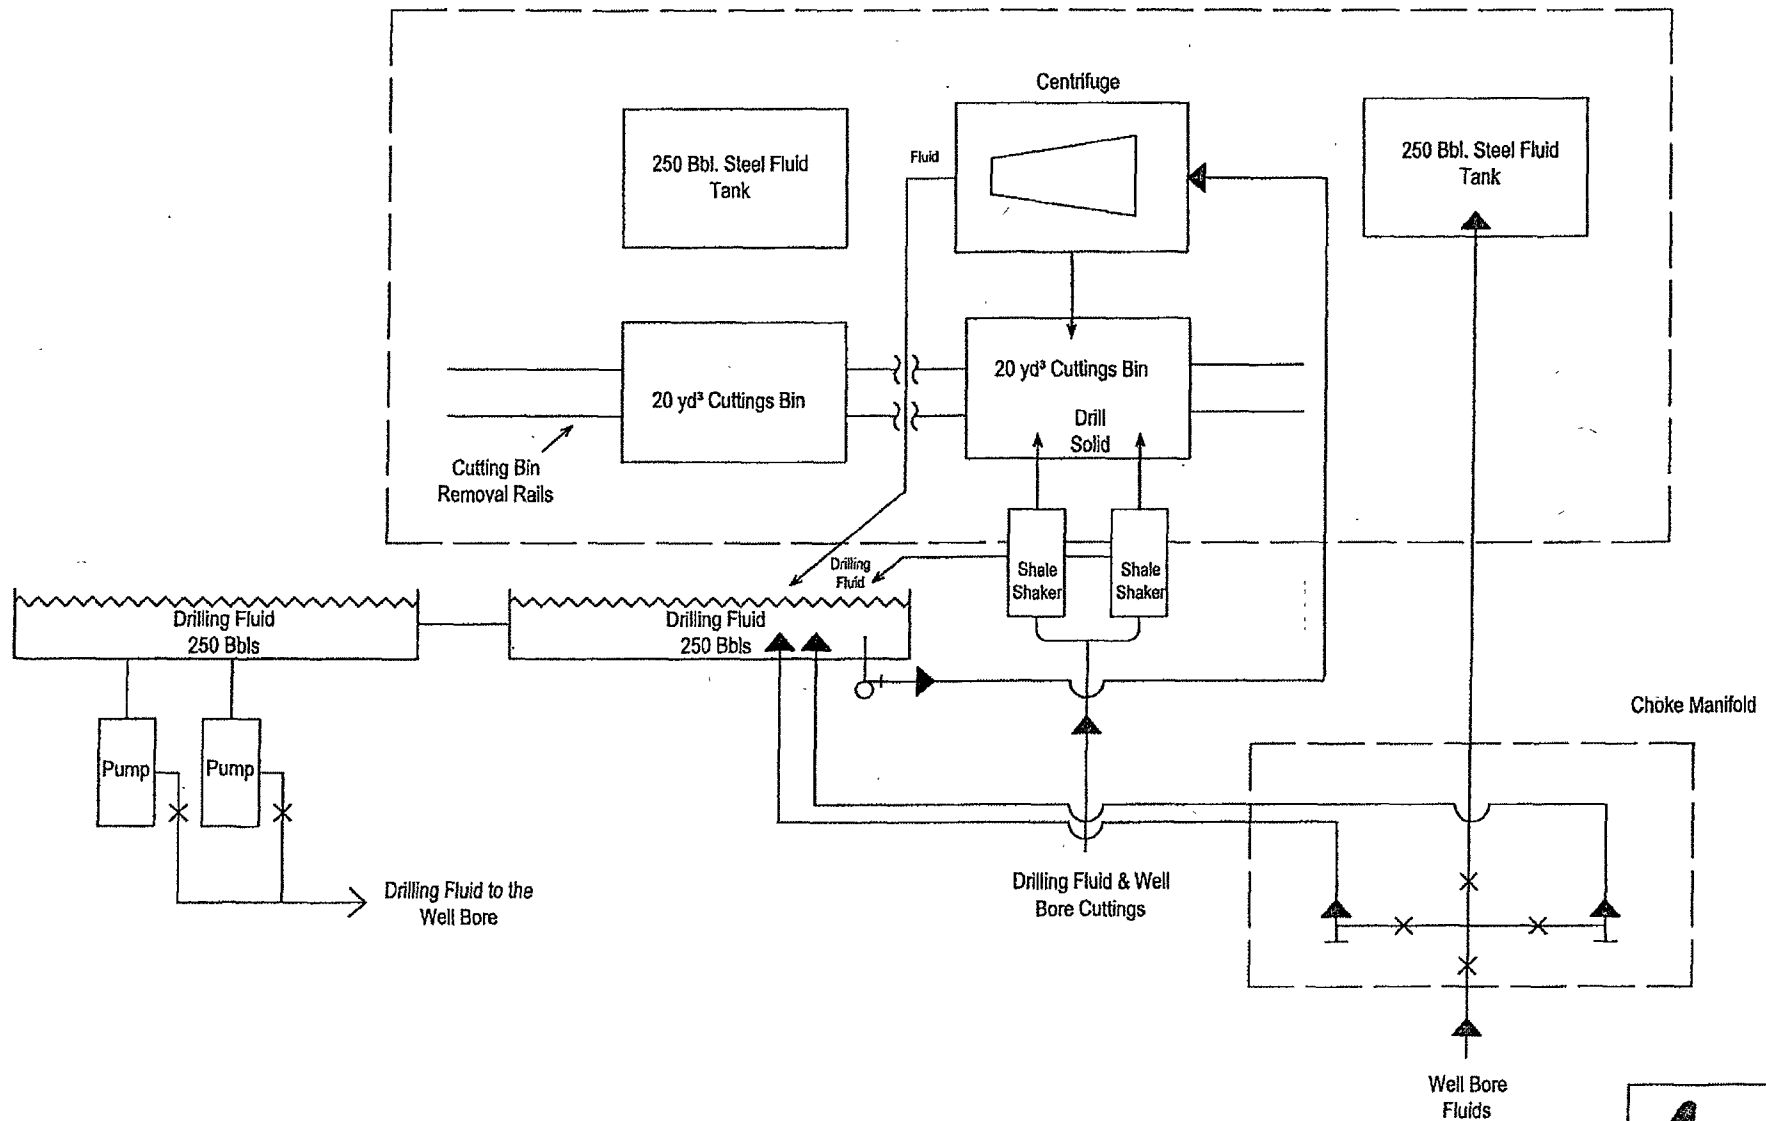 Centrifuge
250 Bbl. Steel Fluid
Tank
Fluid
250 Bbl. Steel Fluid
Tank
20 yd³ Cuttings Bin
20 yd³ Cuttings Bin
Drill
Solid
Cutting Bin
Removal Rails
Drilling
Fluid
Shale
Shaker
Shale
Shaker
Drilling Fluid
250 Bbls
Drilling Fluid
250 Bbls
Choke Manifold
Pump
Pump
Drilling Fluid to the
Well Bore
Drilling Fluid & Well
Bore Cuttings
Well Bore
Fluids